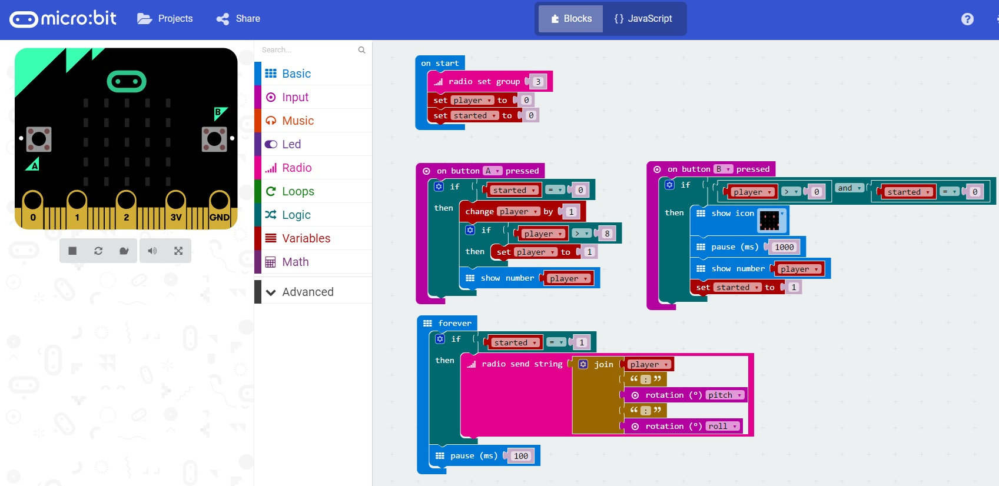 micro:bit Projects Share Blocks {} JavaScript ?
Search...
Basic
Input
Music
Led
Radio
Loops
Logic
Variables
Math
Advanced
B
A
0 1 2 3V GND
on start
radio set group 3
set player to 0
set started to 0
on button A pressed
if started = 0
then change player by 1
if player > 8
then set player to 1
show number player
on button B pressed
if player > 0 and started = 0
then show icon
pause (ms) 1000
show number player
set started to 1
forever
if started = 1
then radio send string join player
“ : ”
rotation (°) pitch
“ : ”
rotation (°) roll
pause (ms) 100